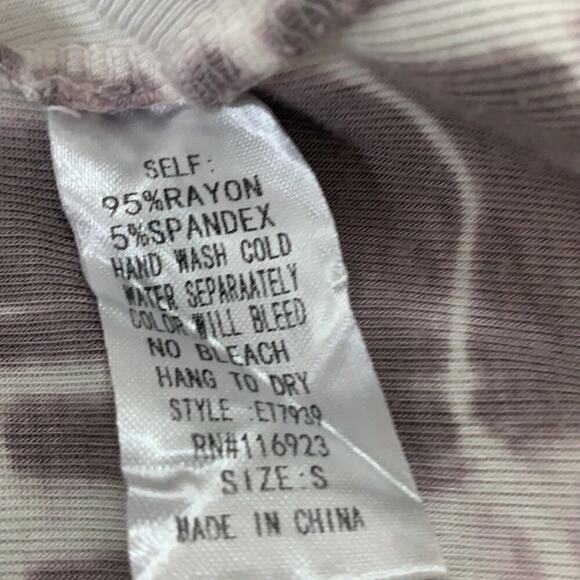 SELF:
95%RAYON
5%SPANDEX
HAND WASH COLD
WATER SEPARAATELY
COLOR WILL BLEED
NO BLEACH
HANG TO DRY
STYLE :ET7939
RN#116923
SIZE:S
MADE IN CHINA